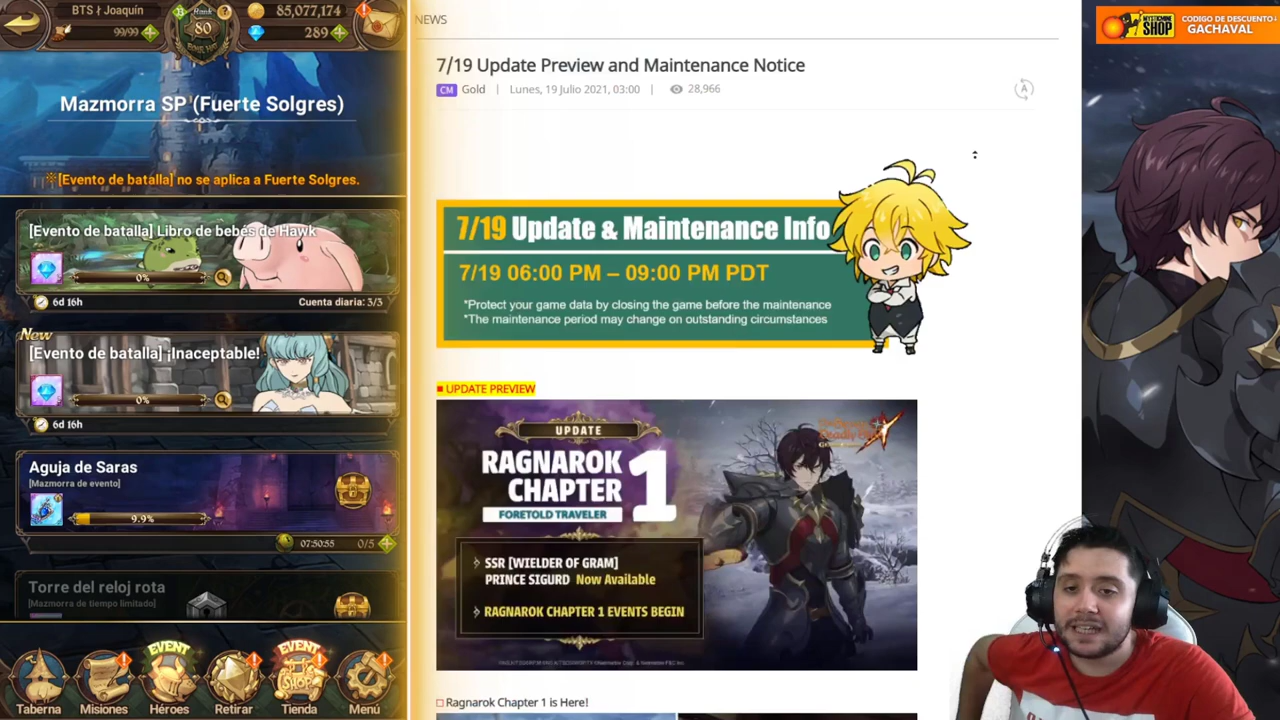 BTS ł Joaquín
99/99
Rank
80
85,077,174
289
Mazmorra SP (Fuerte Solgres)
※[Evento de batalla] no se aplica a Fuerte Solgres.
[Evento de batalla] Libro de bebés de Hawk
0%
6d 16h
Cuenta diaria: 3/3
New
[Evento de batalla] ¡Inaceptable!
0%
6d 16h
Aguja de Saras
[Mazmorra de evento]
9.9%
07:50:55
0/5
Torre del reloj rota
[Mazmorra de tiempo limitado]
EVENT
EVENT
SHOP
Taberna
Misiones
Héroes
Retirar
Tienda
Menú
NEWS
7/19 Update Preview and Maintenance Notice
CM Gold | Lunes, 19 Julio 2021, 03:00 | 28,966
A
7/19 Update & Maintenance Info
7/19 06:00 PM – 09:00 PM PDT
*Protect your game data by closing the game before the maintenance
*The maintenance period may change on outstanding circumstances
■ UPDATE PREVIEW
UPDATE
RAGNAROK
CHAPTER 1
FORETOLD TRAVELER
SSR [WIELDER OF GRAM]
PRINCE SIGURD Now Available
RAGNAROK CHAPTER 1 EVENTS BEGIN
□ Ragnarok Chapter 1 is Here!
MYSTERMINE
SHOP
CODIGO DE DESCUENTO↓
GACHAVAL